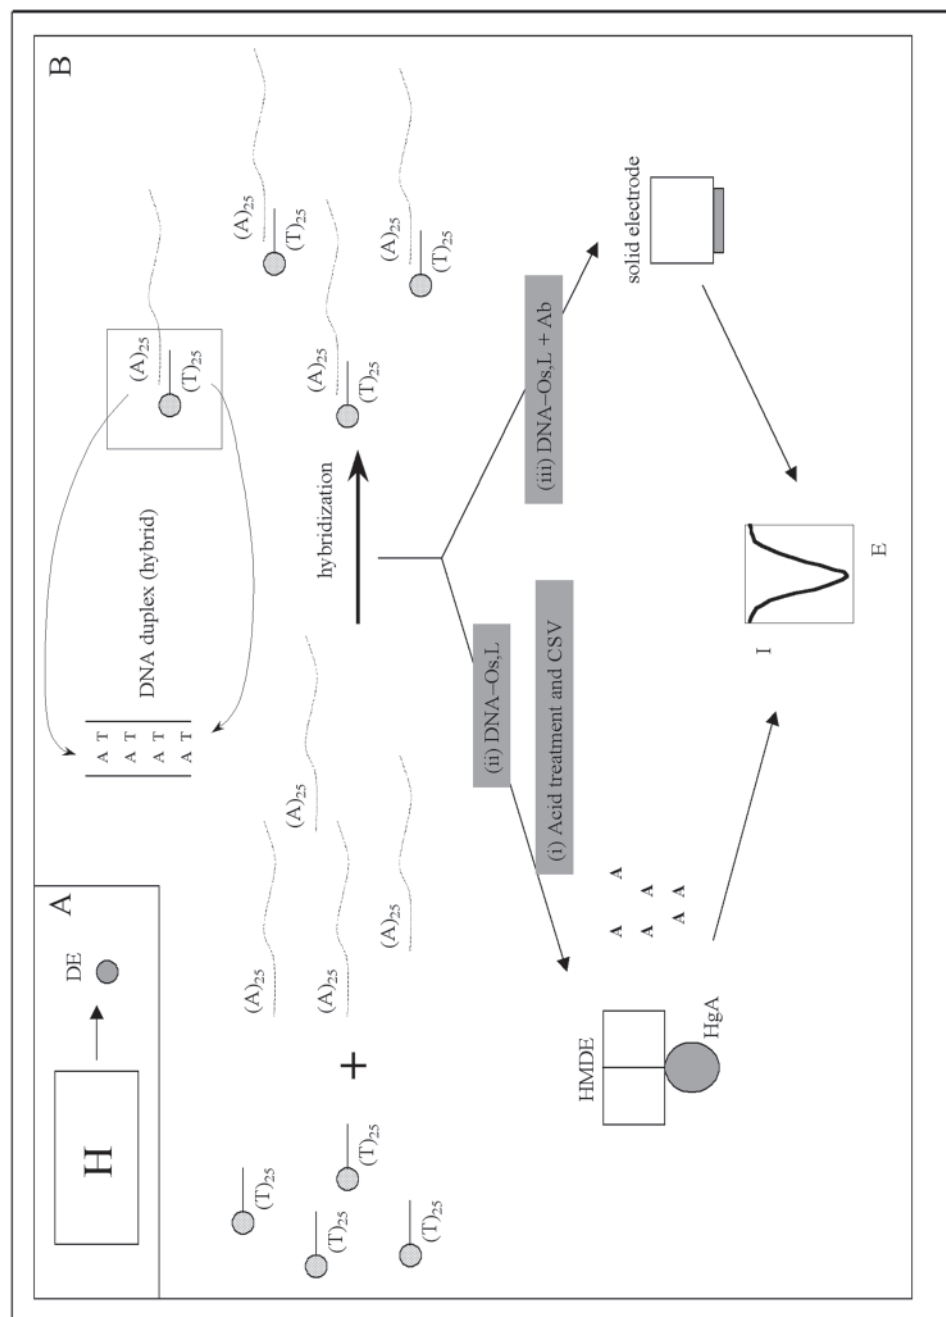 A
H
DE
B
(T)25
(T)25
(T)25
(T)25
+
(A)25
(A)25
(A)25
(A)25
A T
A T
A T
A T
DNA duplex (hybrid)
hybridization
(A)25
(T)25
(A)25
(T)25
(A)25
(T)25
(A)25
(T)25
(ii) DNA–Os,L
(i) Acid treatment and CSV
(iii) DNA–Os,L + Ab
HMDE
HgA
A
A
A
A
A
A
solid electrode
I
E